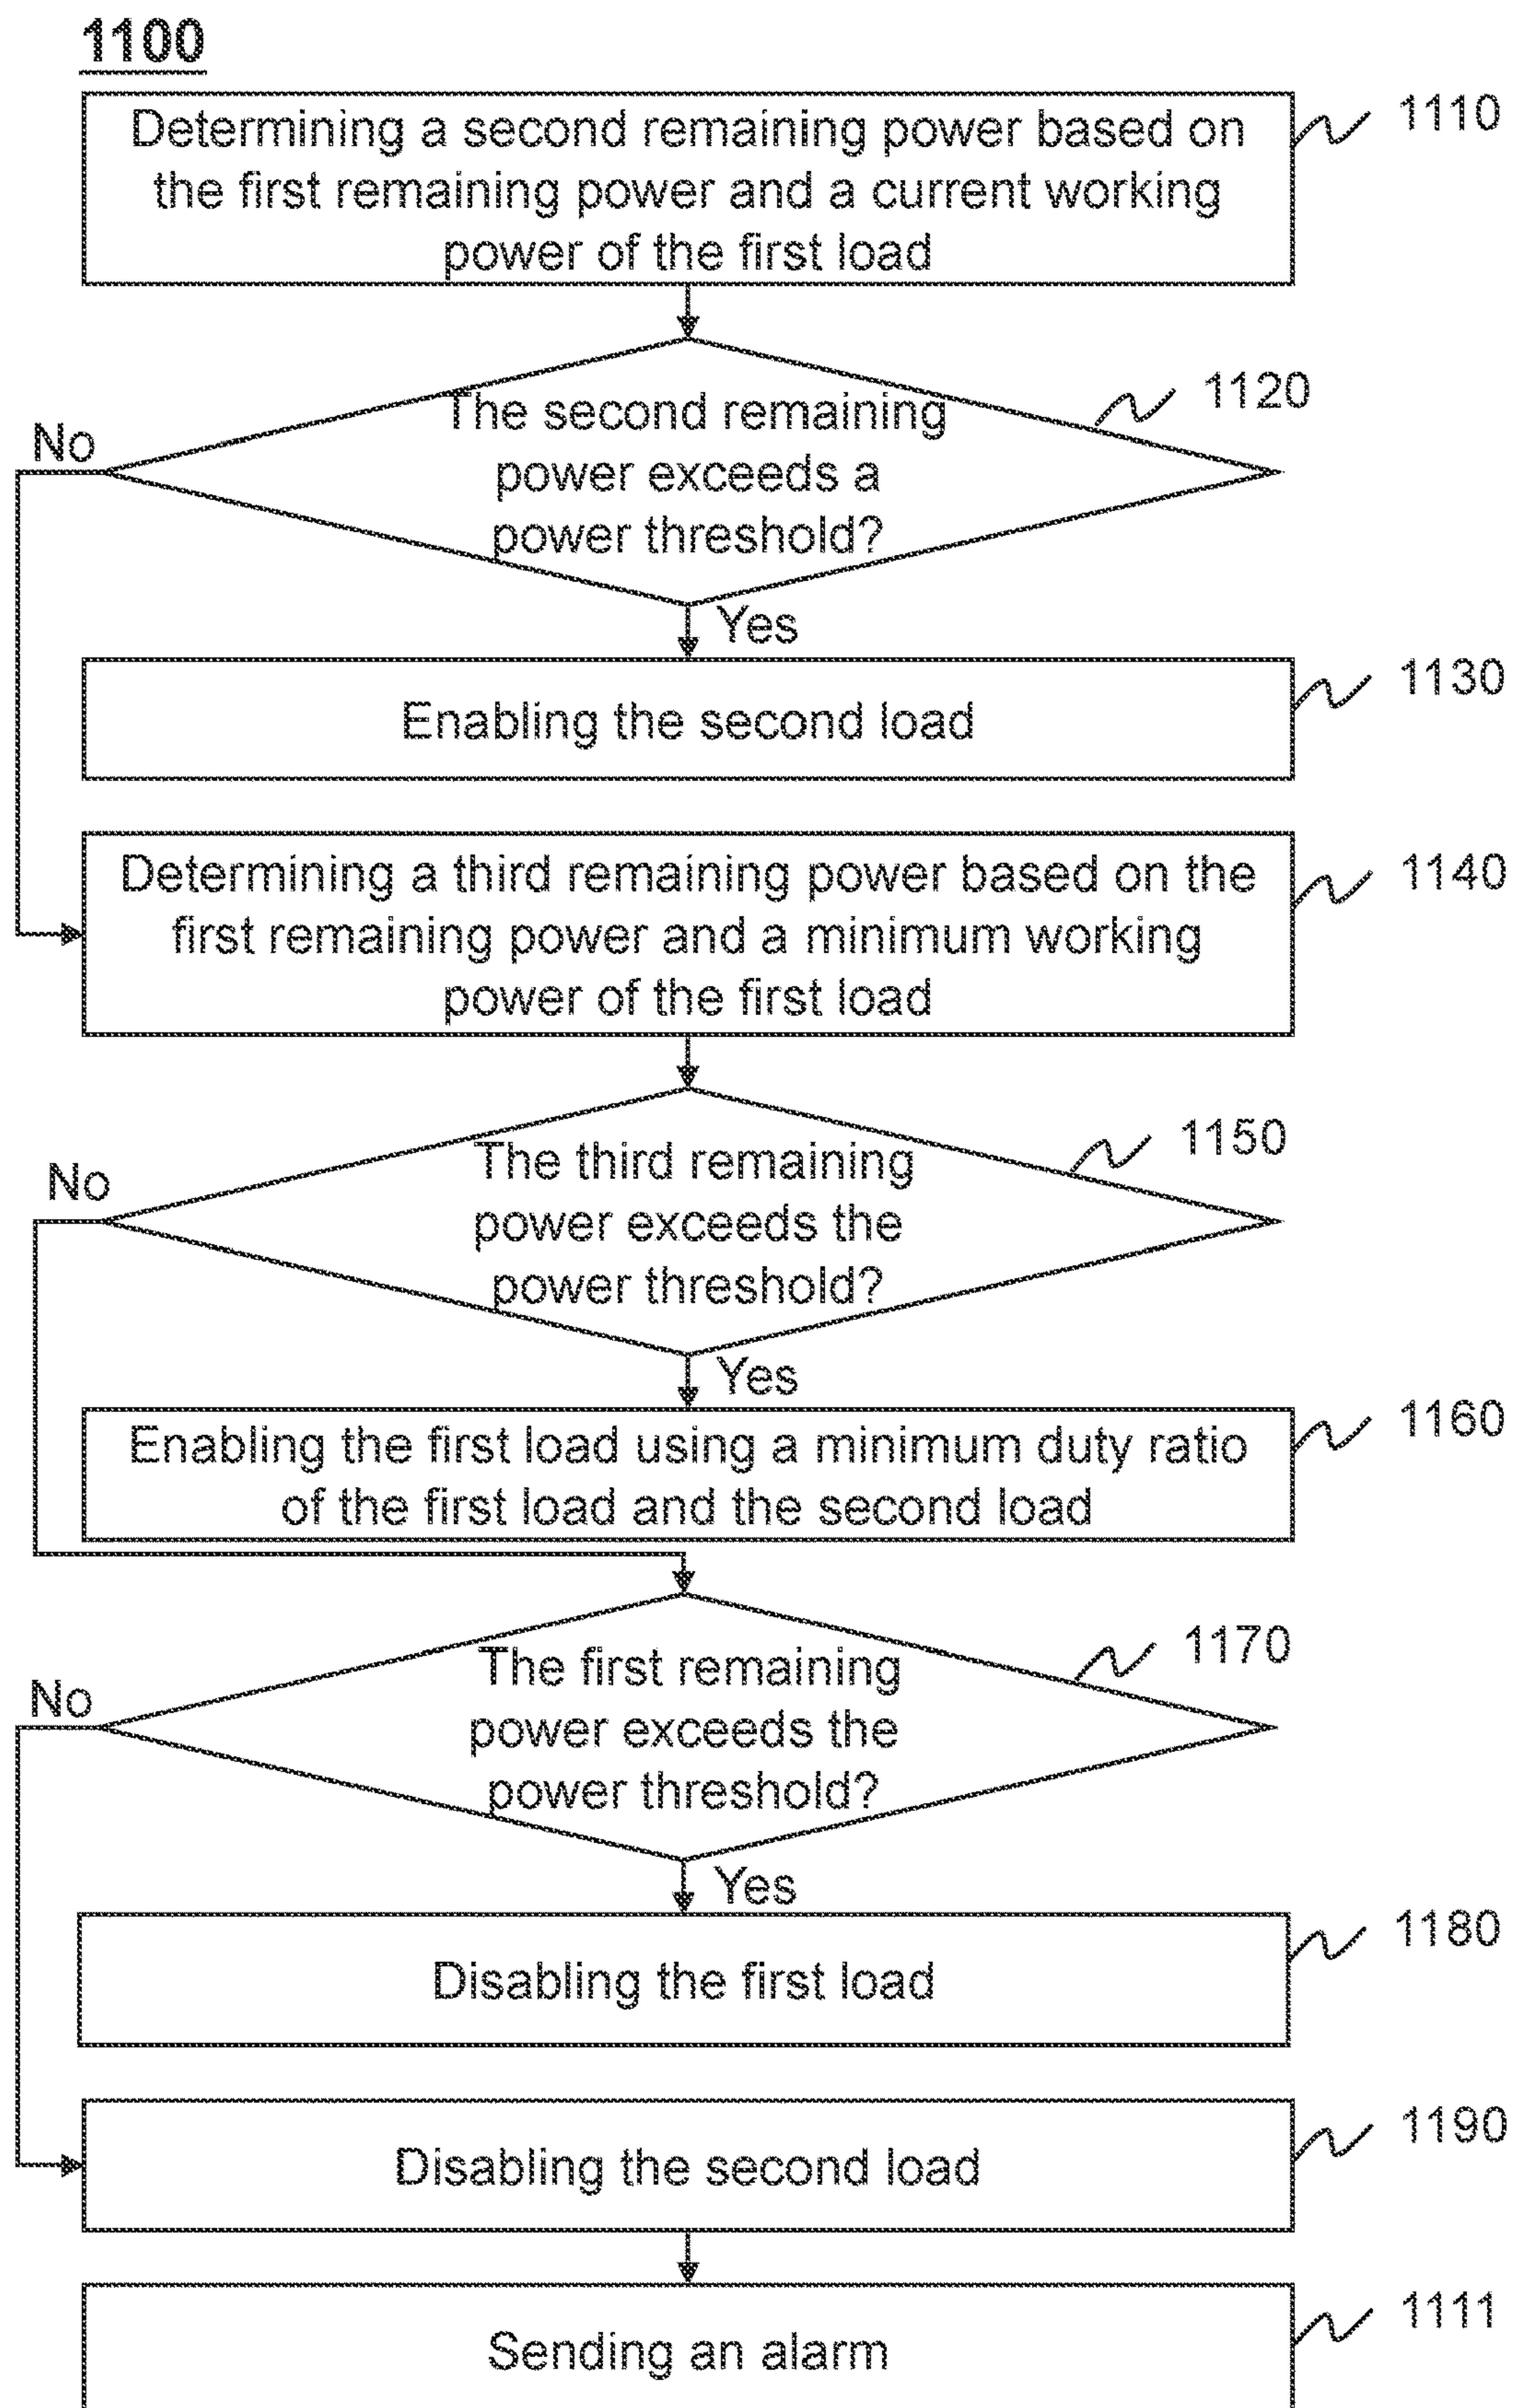 1100
Determining a second remaining power based on
the first remaining power and a current working
power of the first load
1110
The second remaining
power exceeds a
power threshold?
1120
No
Yes
Enabling the second load
1130
Determining a third remaining power based on the
first remaining power and a minimum working
power of the first load
1140
The third remaining
power exceeds the
power threshold?
1150
No
Yes
Enabling the first load using a minimum duty ratio
of the first load and the second load
1160
The first remaining
power exceeds the
power threshold?
1170
No
Yes
Disabling the first load
1180
Disabling the second load
1190
Sending an alarm
1111